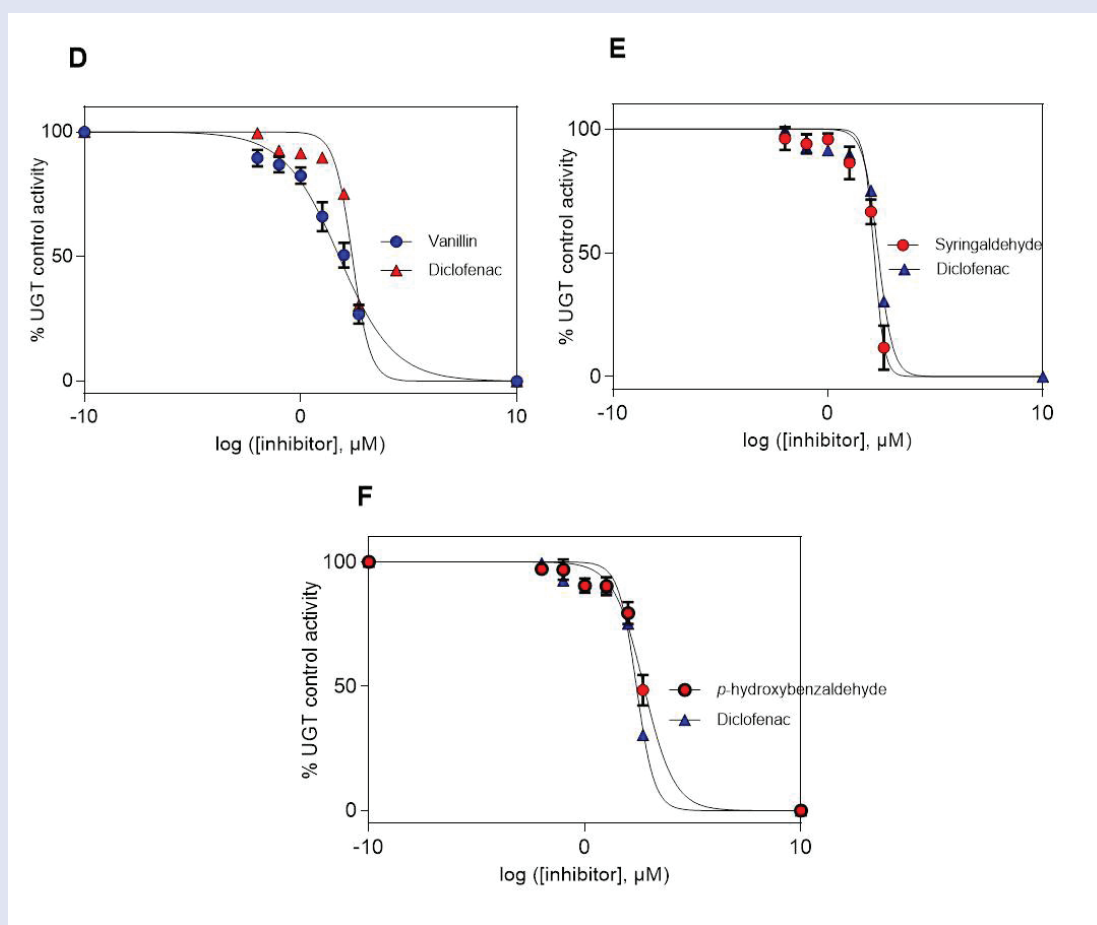 D
% UGT control activity
100
50
0
-10
0
10
log ([inhibitor, µM)
Vanillin
Diclofenac
E
% UGT control activity
100
50
0
-10
0
10
log ([inhibitor], µM)
Syringaldehyde
Diclofenac
F
% UGT control activity
100
50
0
-10
0
10
log ([inhibitor], µM)
p-hydroxybenzaldehyde
Diclofenac